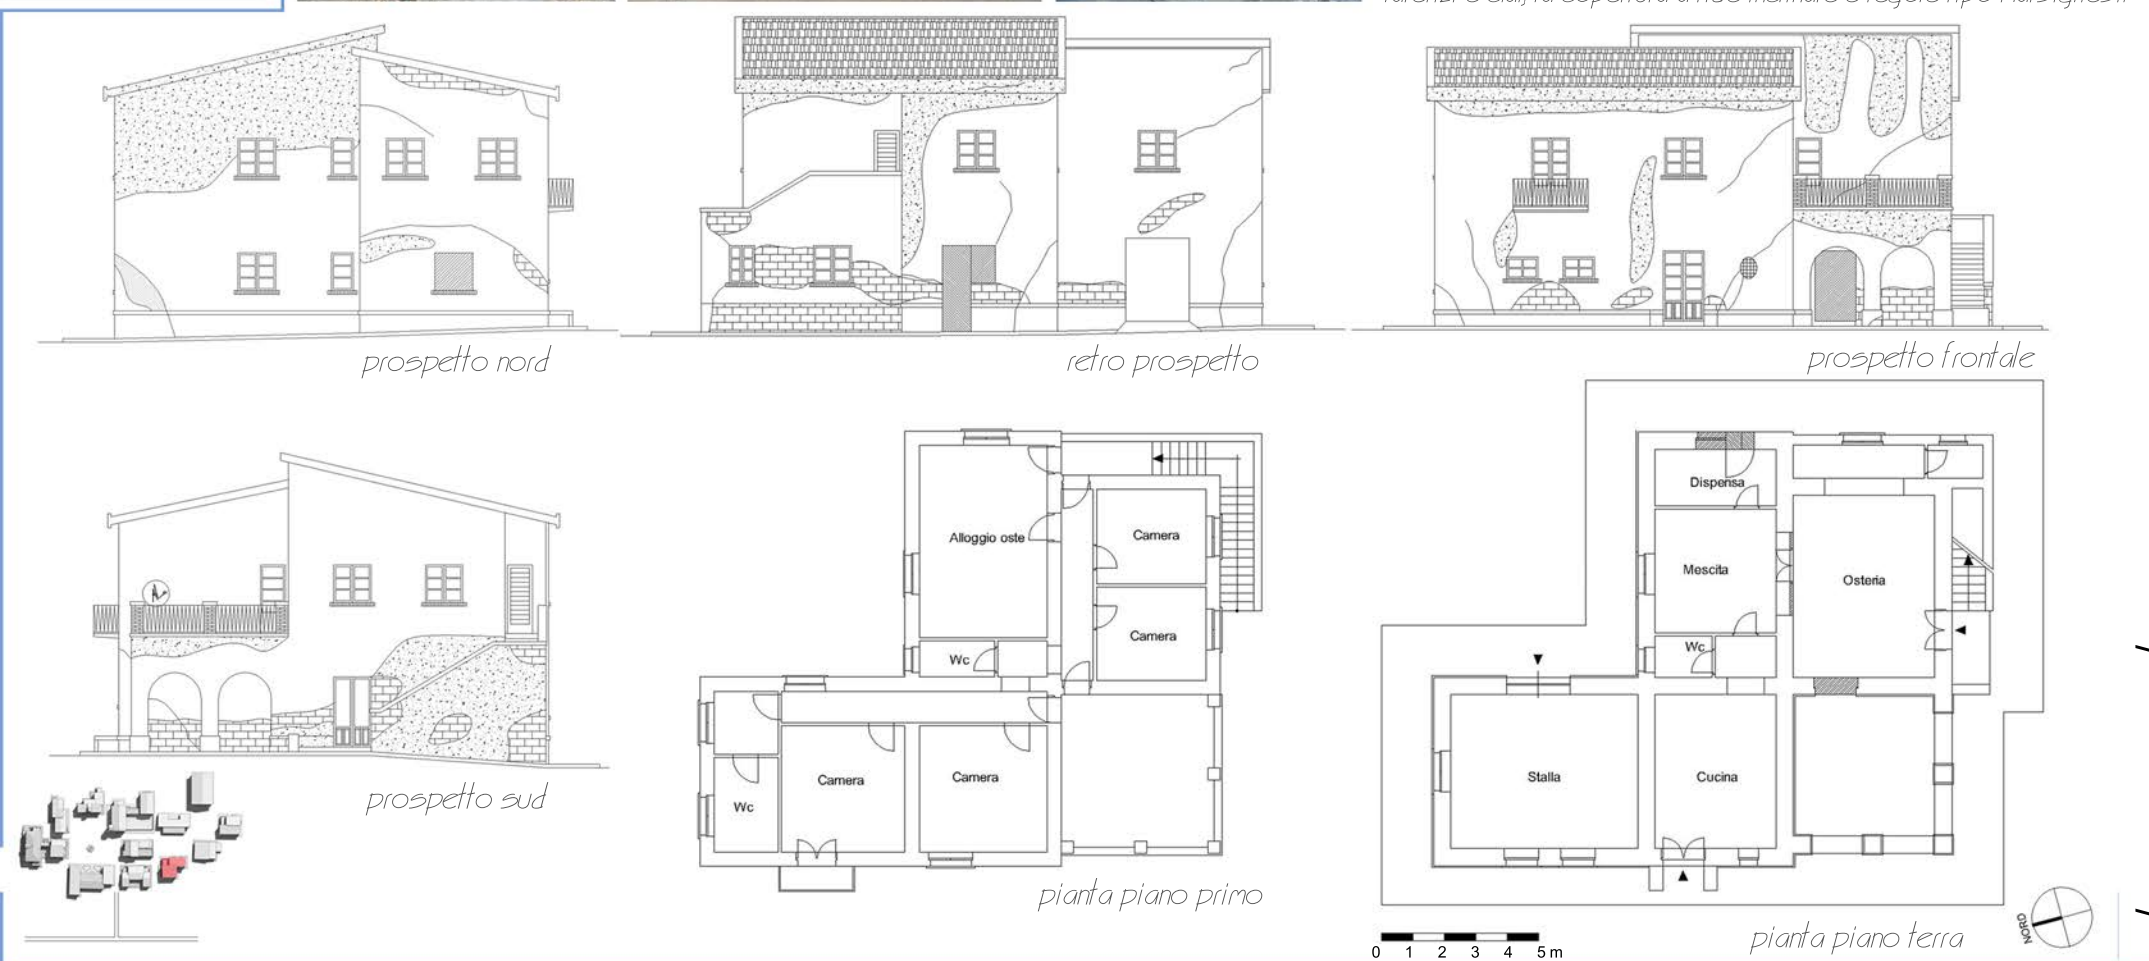 prospetto nord
retro prospetto
prospetto frontale
prospetto sud
Alloggio oste
Camera
Camera
Wc
Camera
Camera
Wc
pianta piano primo
Dispensa
Mescita
Osteria
Wc
Stalla
Cucina
0 1 2 3 4 5 m
pianta piano terra
NORD